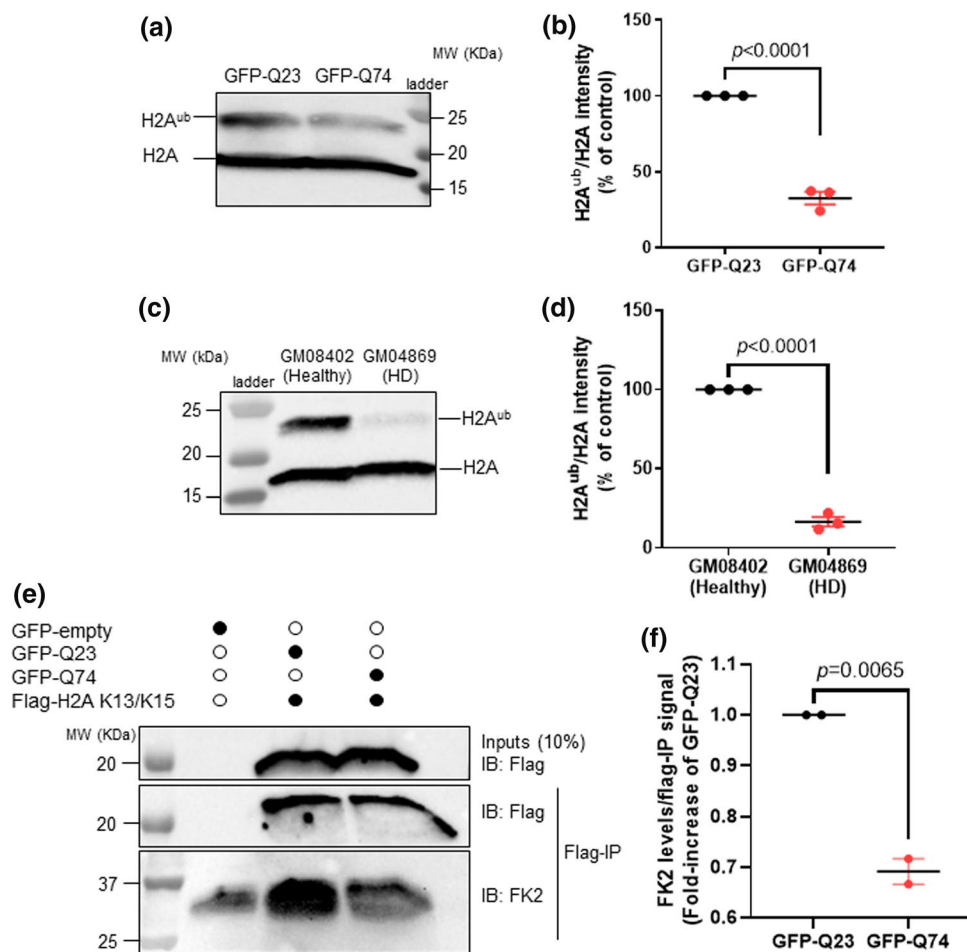 (a)
MW (KDa)
GFP-Q23 GFP-Q74
ladder
H2Aᵘᵇ
H2A
25
20
15
(b)
p<0.0001
H2Aᵘᵇ/H2A intensity
(% of control)
100
50
0
GFP-Q23 GFP-Q74
(c)
MW (kDa)
ladder
GM08402 GM04869
(Healthy) (HD)
25
20
15
H2Aᵘᵇ
H2A
(d)
p<0.0001
H2Aᵘᵇ/H2A intensity
(% of control)
150
100
50
0
GM08402 GM04869
(Healthy) (HD)
(e)
GFP-empty
GFP-Q23
GFP-Q74
Flag-H2A K13/K15
MW (KDa)
20
20
37
25
Inputs (10%)
IB: Flag
IB: Flag
Flag-IP
IB: FK2
(f)
p=0.0065
FK2 levels/flag-IP signal
(Fold-increase of GFP-Q23)
1.1
1.0
0.9
0.8
0.7
0.6
GFP-Q23 GFP-Q74